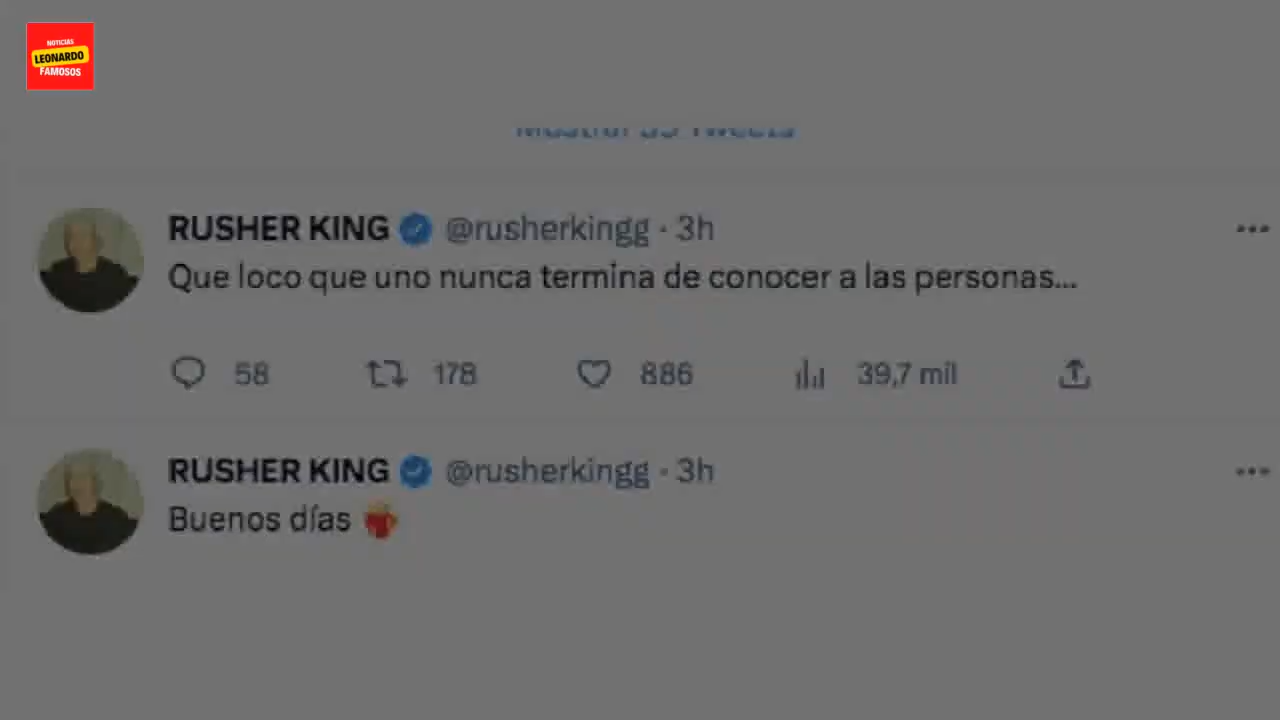 NOTICIAS
LEONARDO
FAMOSOS
RUSHER KING @rusherkingg · 3h
Que loco que uno nunca termina de conocer a las personas...
58 178 886 39,7 mil
RUSHER KING @rusherkingg · 3h
Buenos días